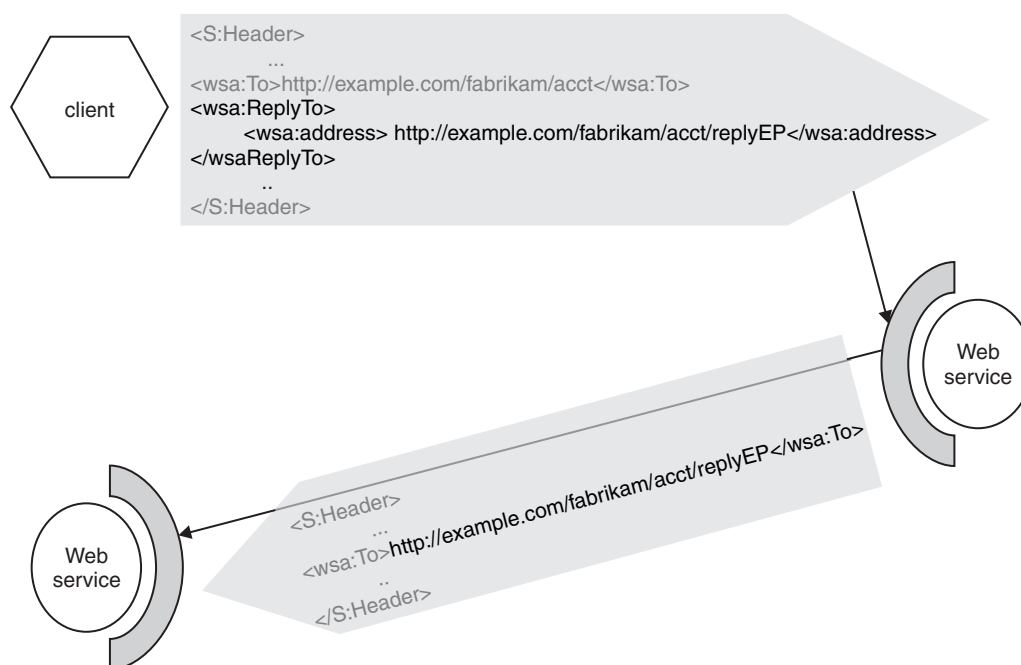 client
<S:Header>
...
<wsa:To>http://example.com/fabrikam/acct</wsa:To>
<wsa:ReplyTo>
<wsa:address> http://example.com/fabrikam/acct/replyEP</wsa:address>
</wsaReplyTo>
..
</S:Header>
Web
service
<S:Header>
...
<wsa:To>http://example.com/fabrikam/acct/replyEP</wsa:To>
..
</S:Header>
Web
service